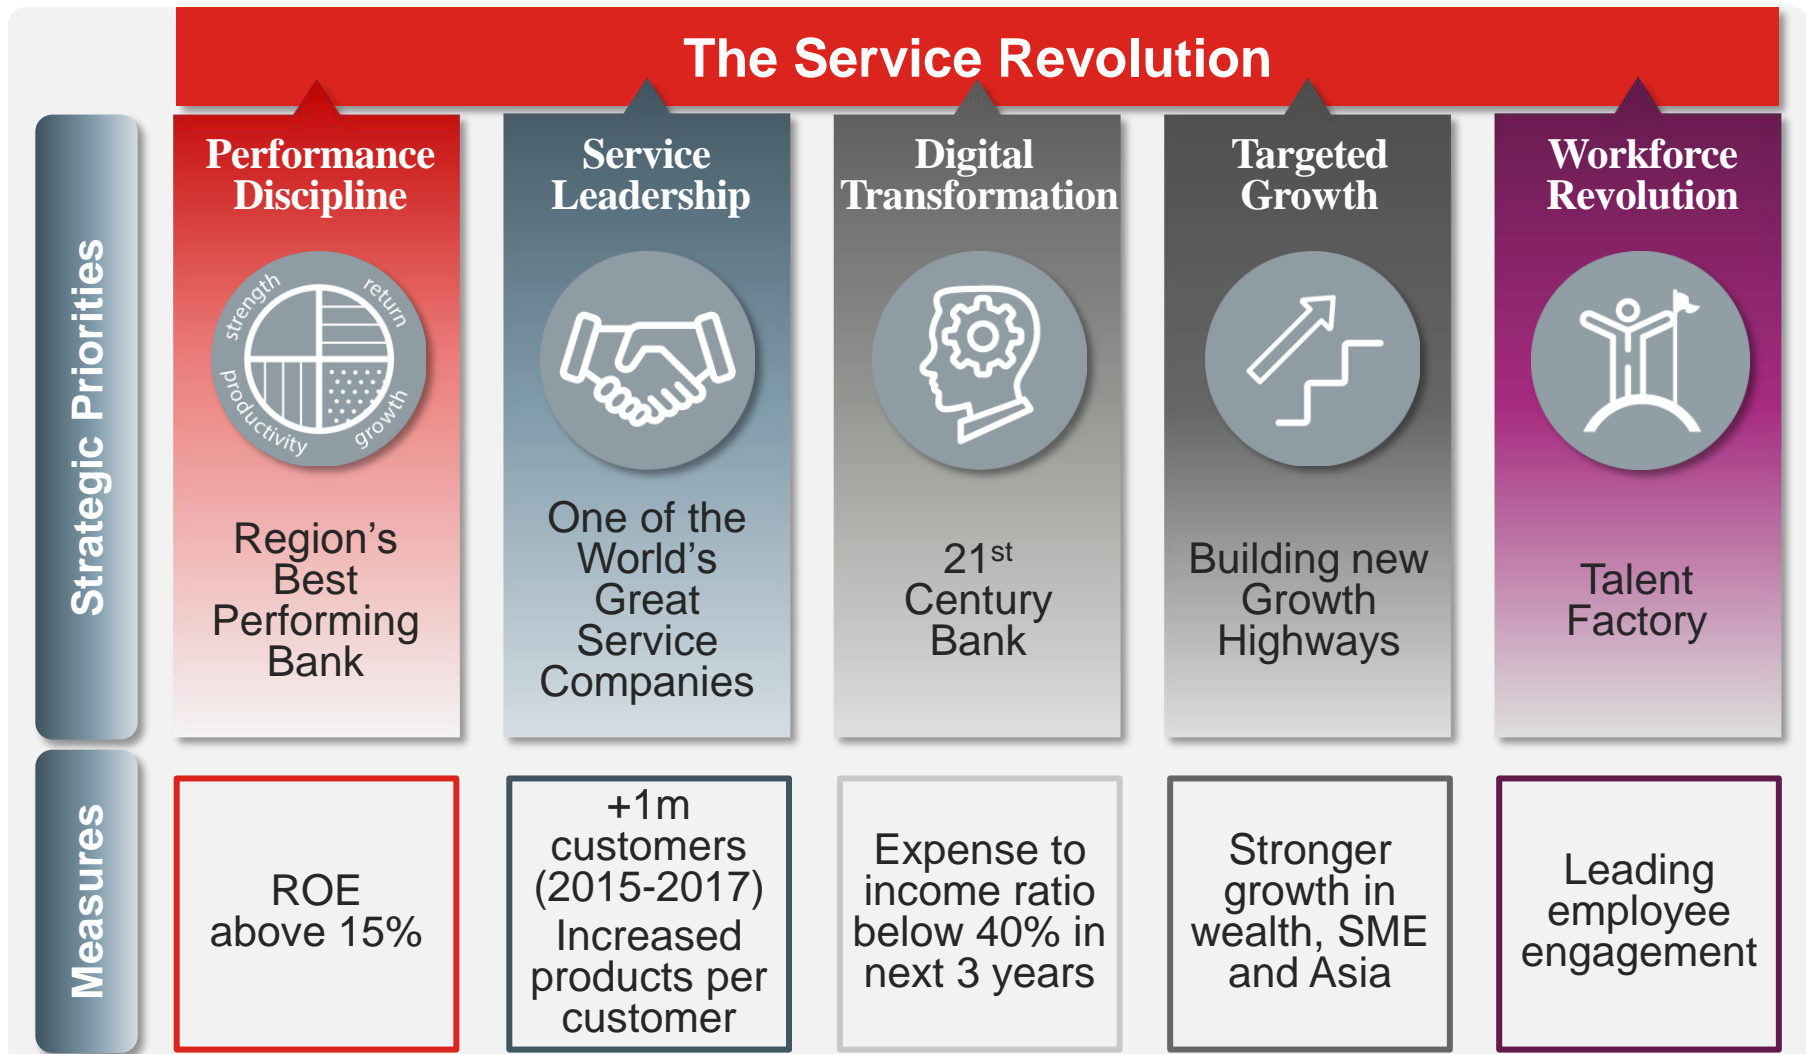 The Service Revolution
Strategic Priorities
Performance
Discipline
strength
return
productivity
growth
Region's
Best
Performing
Bank
Service
Leadership
One of the
World's
Great
Service
Companies
Digital
Transformation
21st
Century
Bank
Targeted
Growth
Building new
Growth
Highways
Workforce
Revolution
Talent
Factory
Measures
ROE
above 15%
+1m
customers
(2015-2017)
Increased
products per
customer
Expense to
income ratio
below 40% in
next 3 years
Stronger
growth in
wealth, SME
and Asia
Leading
employee
engagement